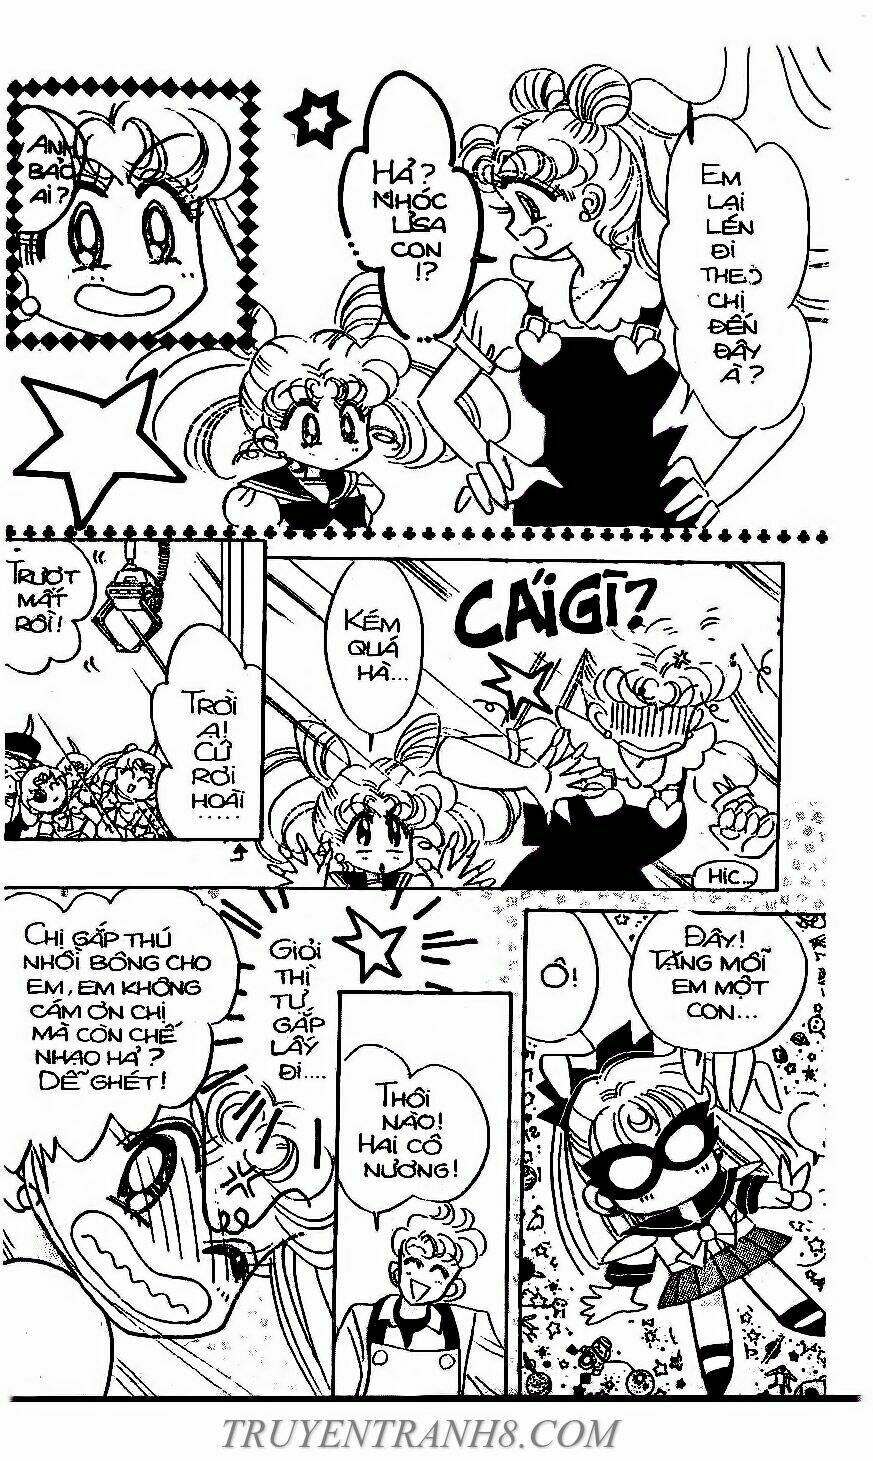 ANH
BẢO
AI?
HẢ?
NHÓC
LISA
CON
!?
EM
LẠI
LÉN
ĐI
THEO
CHỊ
ĐẾN
ĐÂY
À?
TRƯỢT
MẤT
RỒI!
TRỜI
A!
CỨ
RƠI
HOÀI
.....
KÉM
QUÁ
HÀ...
CÁI GÌ?
HIC...
CHỊ GẮP THÚ
NHỒI BÔNG CHO
EM, EM KHÔNG
CÁM ƠN CHỊ
MÀ CÒN CHẾ
NHẠO HẢ?
DỄ GHÉT!
GIỎI
THÌ
TỰ
GẮP
LẤY
ĐI....
THÔI
NÀO!
HAI CÔ
NƯƠNG!
Ô!
ĐÂY!
TẶNG MỖI
EM MỘT
CON...
TRUYENTRANH8.COM